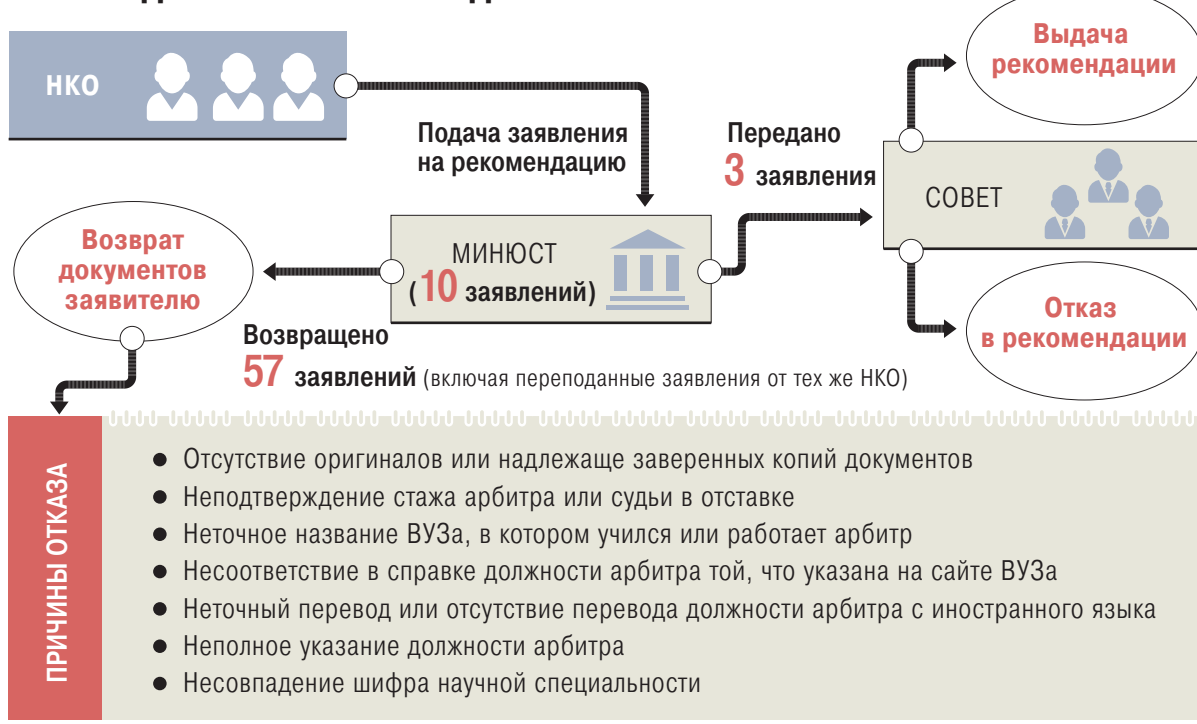 НКО
Подача заявления
на рекомендацию
Передано
3 заявления
Выдача
рекомендации
СОВЕТ
Отказ
в рекомендации
МИНЮСТ
(10 заявлений)
Возврат
документов
заявителю
Возвращено
57 заявлений (включая переподанные заявления от тех же НКО)
ПРИЧИНЫ ОТКАЗА
● Отсутствие оригиналов или надлежаще заверенных копий документов
● Неподтверждение стажа арбитра или судьи в отставке
● Неточное название ВУЗа, в котором учился или работает арбитр
● Несоответствие в справке должности арбитра той, что указана на сайте ВУЗа
● Неточный перевод или отсутствие перевода должности арбитра с иностранного языка
● Неполное указание должности арбитра
● Несовпадение шифра научной специальности